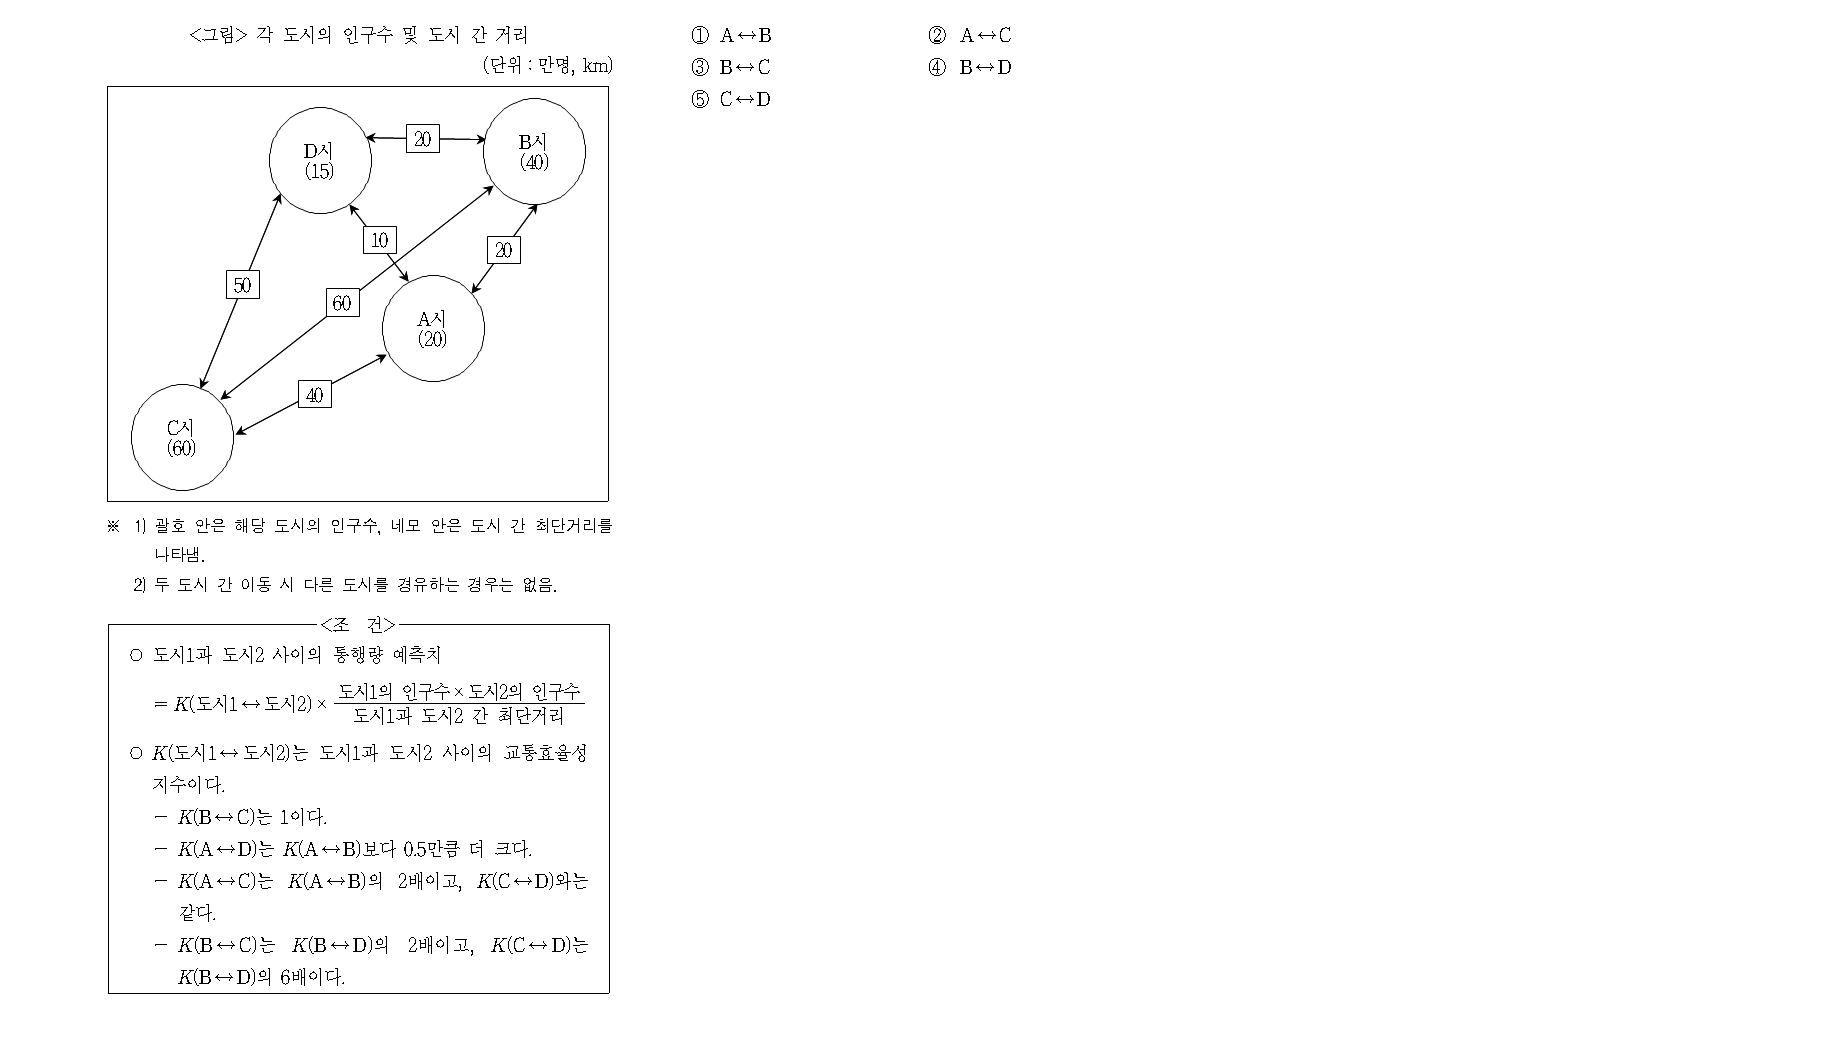 <그림> 각 도시의 인구수 및 도시 간 거리
(단위 : 만명, km)
D시
(15)
20
B시
(40)
10
20
50
60
A시
(20)
40
C시
(60)
※ 1) 괄호 안은 해당 도시의 인구수, 네모 안은 도시 간 최단거리를
나타냄.
2) 두 도시 간 이동 시 다른 도시를 경유하는 경우는 없음.
<조 건>
○ 도시1과 도시2 사이의 통행량 예측치
= K(도시1↔도시2)× 도시1의 인구수×도시2의 인구수
도시1과 도시2 간 최단거리
○ K(도시1↔도시2)는 도시1과 도시2 사이의 교통효율성
지수이다.
- K(B↔C)는 1이다.
- K(A↔D)는 K(A↔B)보다 0.5만큼 더 크다.
- K(A↔C)는 K(A↔B)의 2배이고, K(C↔D)와는
같다.
- K(B↔C)는 K(B↔D)의 2배이고, K(C↔D)는
K(B↔D)의 6배이다.
① A↔B ② A↔C
③ B↔C ④ B↔D
⑤ C↔D